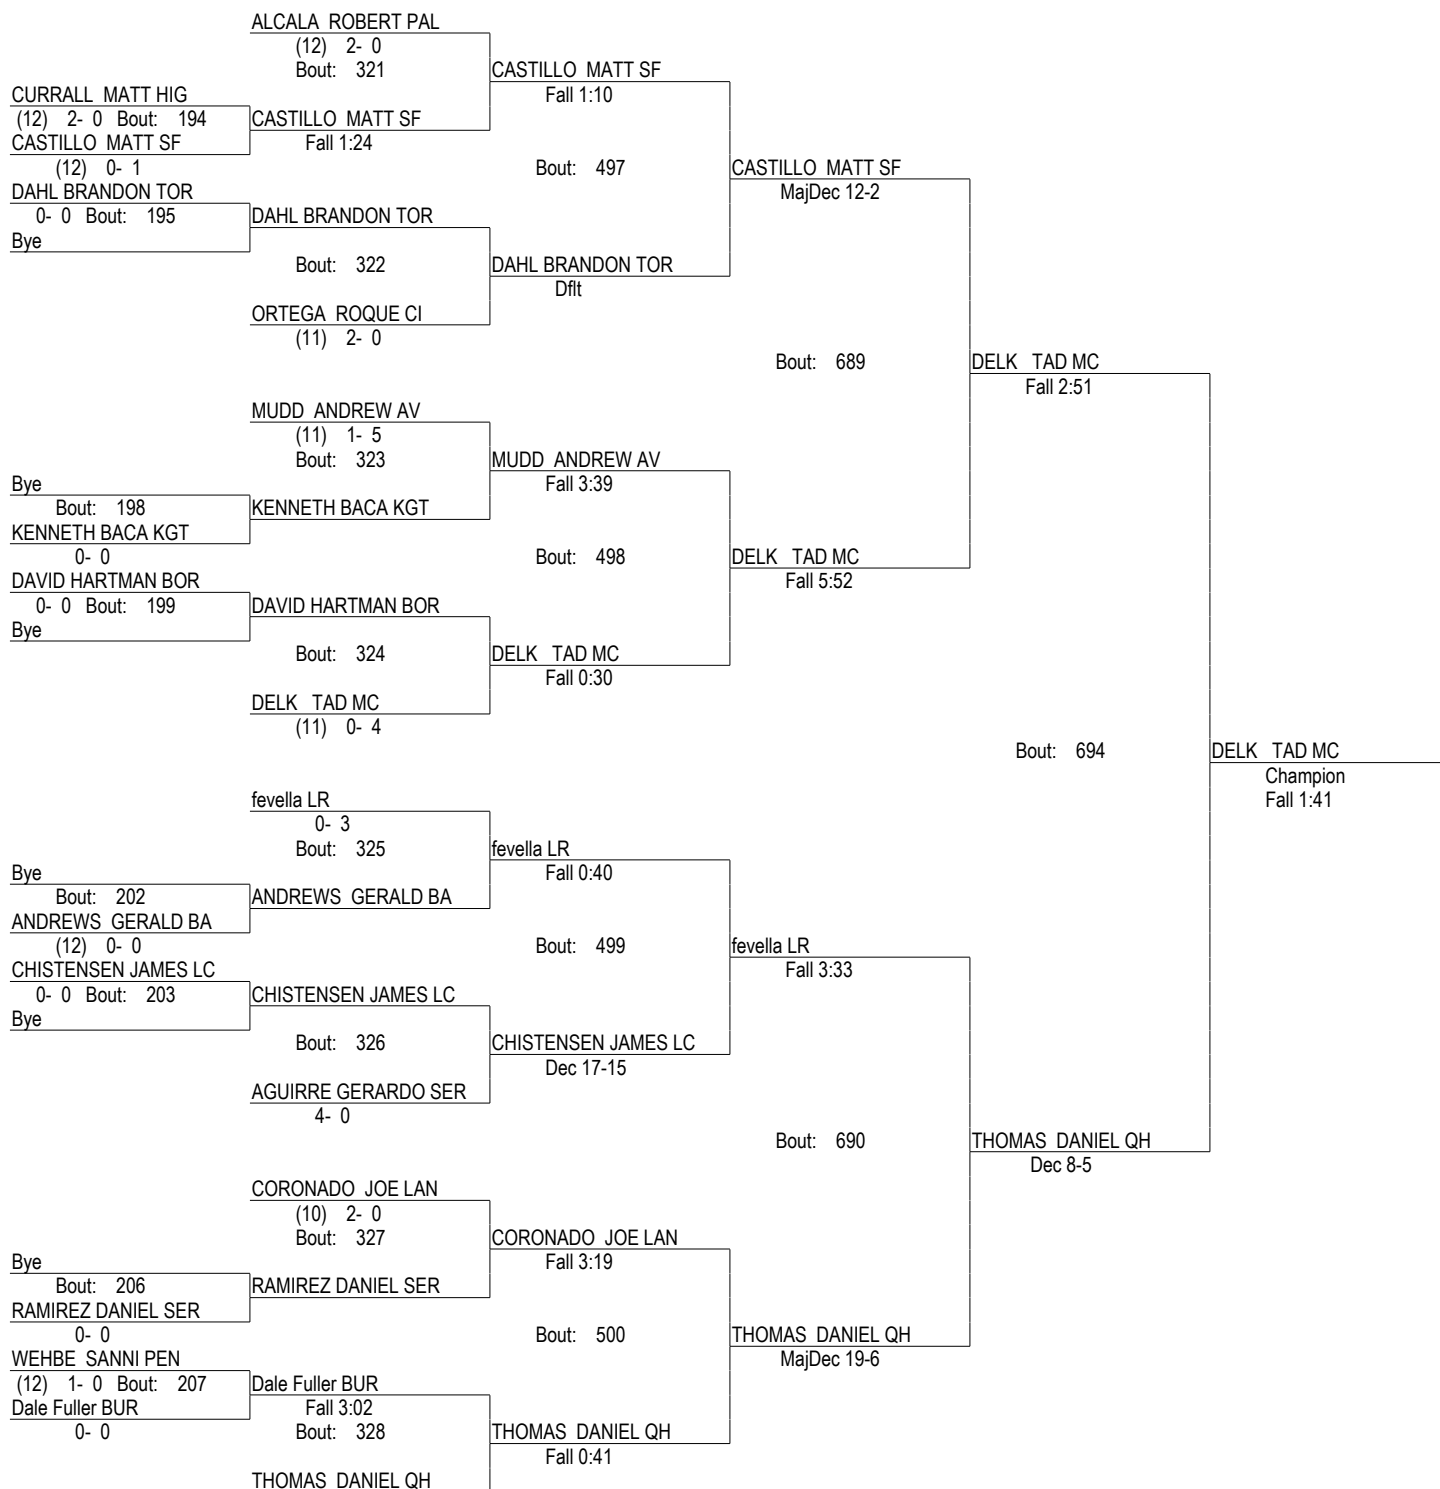 ALCALA ROBERT PAL
(12) 2- 0
Bout: 321
CASTILLO MATT SF
Fall 1:10
CURRALL MATT HIG
(12) 2- 0 Bout: 194
CASTILLO MATT SF
Fall 1:24
CASTILLO MATT SF
(12) 0- 1
Bout: 497
CASTILLO MATT SF
MajDec 12-2
DAHL BRANDON TOR
0- 0 Bout: 195
DAHL BRANDON TOR
Bye
Bout: 322
DAHL BRANDON TOR
Dflt
ORTEGA ROQUE CI
(11) 2- 0
Bout: 689
DELK TAD MC
Fall 2:51
MUDD ANDREW AV
(11) 1- 5
Bout: 323
MUDD ANDREW AV
Fall 3:39
Bye
Bout: 198
KENNETH BACA KGT
KENNETH BACA KGT
0- 0
Bout: 498
DELK TAD MC
Fall 5:52
DAVID HARTMAN BOR
0- 0 Bout: 199
DAVID HARTMAN BOR
Bye
Bout: 324
DELK TAD MC
Fall 0:30
DELK TAD MC
(11) 0- 4
Bout: 694
DELK TAD MC
Champion
Fall 1:41
fevella LR
0- 3
Bout: 325
fevella LR
Fall 0:40
Bye
Bout: 202
ANDREWS GERALD BA
ANDREWS GERALD BA
(12) 0- 0
Bout: 499
fevella LR
Fall 3:33
CHISTENSEN JAMES LC
0- 0 Bout: 203
CHISTENSEN JAMES LC
Bye
Bout: 326
CHISTENSEN JAMES LC
Dec 17-15
AGUIRRE GERARDO SER
4- 0
Bout: 690
THOMAS DANIEL QH
Dec 8-5
CORONADO JOE LAN
(10) 2- 0
Bout: 327
CORONADO JOE LAN
Fall 3:19
Bye
Bout: 206
RAMIREZ DANIEL SER
RAMIREZ DANIEL SER
0- 0
Bout: 500
THOMAS DANIEL QH
MajDec 19-6
WEHBE SANNI PEN
(12) 1- 0 Bout: 207
Dale Fuller BUR
Fall 3:02
Dale Fuller BUR
0- 0
Bout: 328
THOMAS DANIEL QH
Fall 0:41
THOMAS DANIEL QH